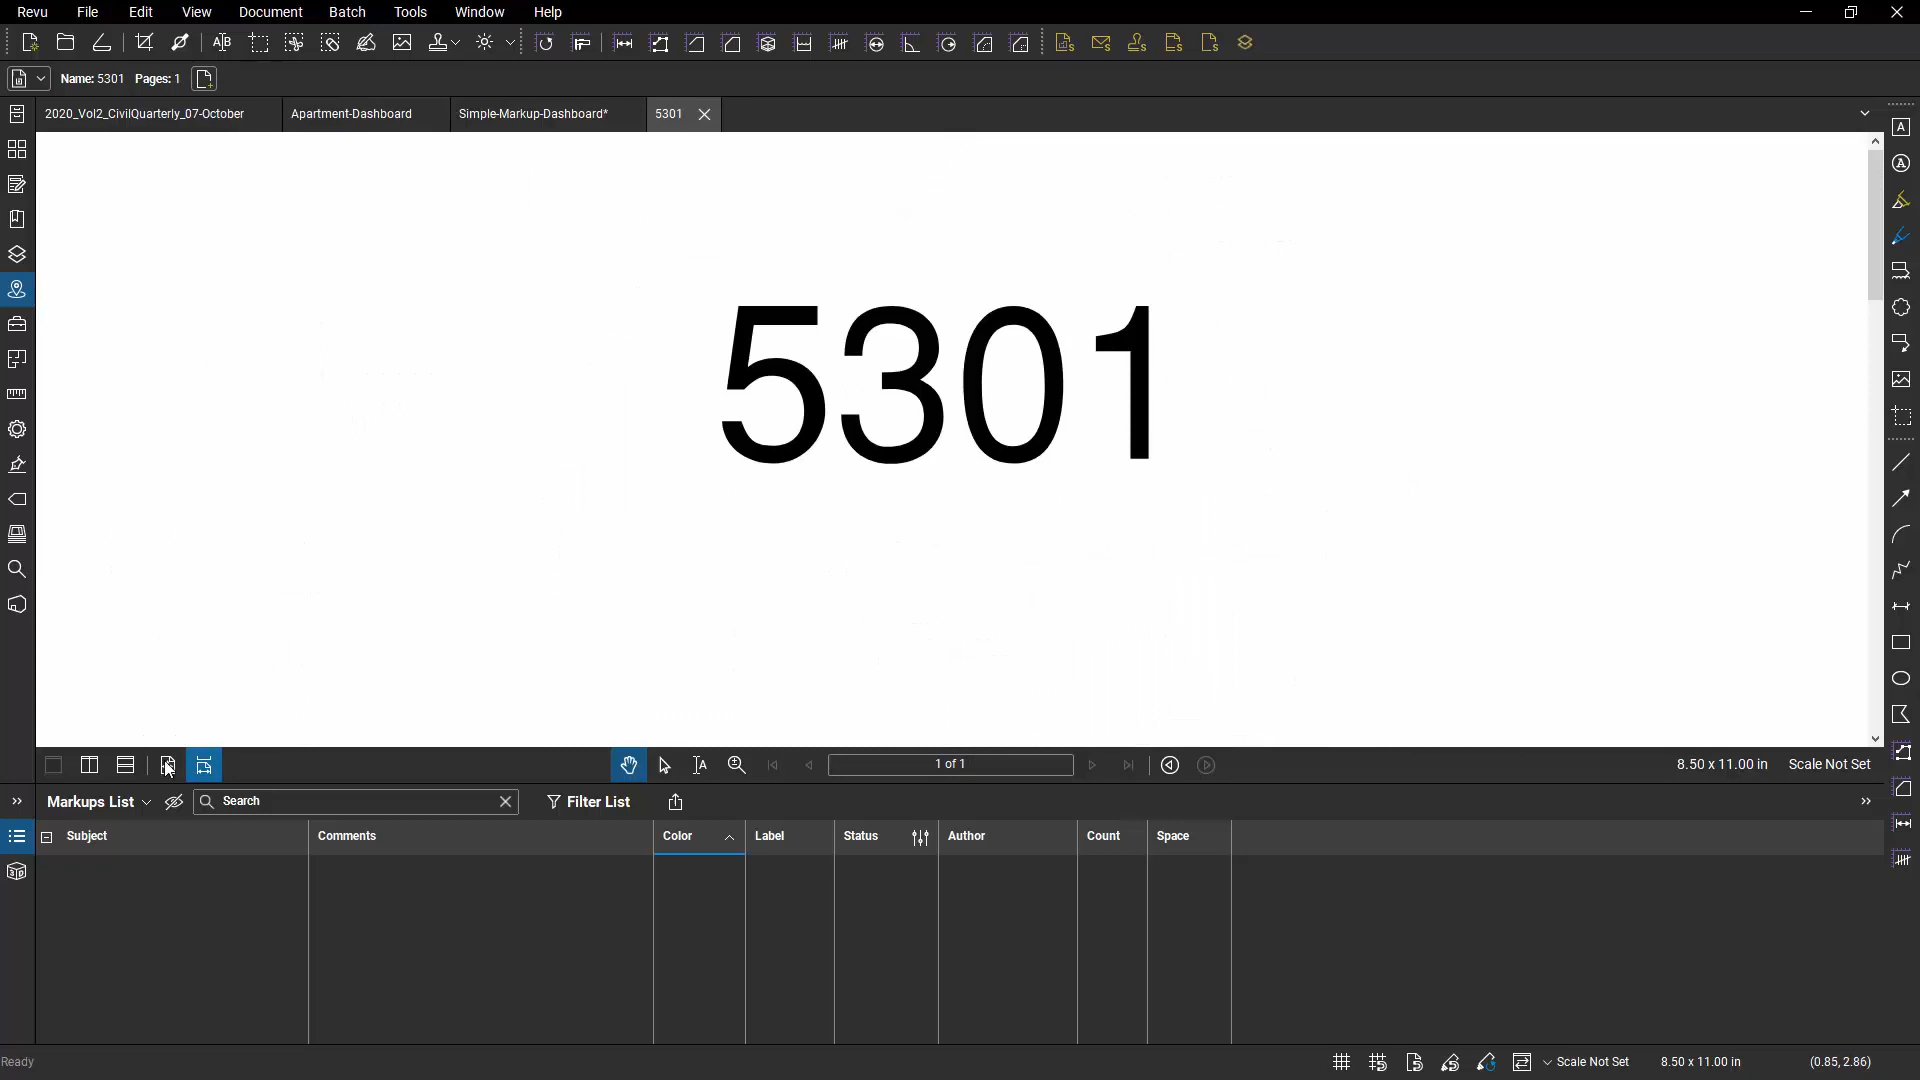 Revu File Edit View Document Batch Tools Window Help
Name: 5301 Pages: 1
2020_Vol2_CivilQuarterly_07-October Apartment-Dashboard Simple-Markup-Dashboard* 5301
5301
1 of 1 8.50 x 11.00 in Scale Not Set
Markups List Search Filter List
Subject Comments Color Label Status Author Count Space
Ready Scale Not Set 8.50 x 11.00 in (0.85, 2.86)